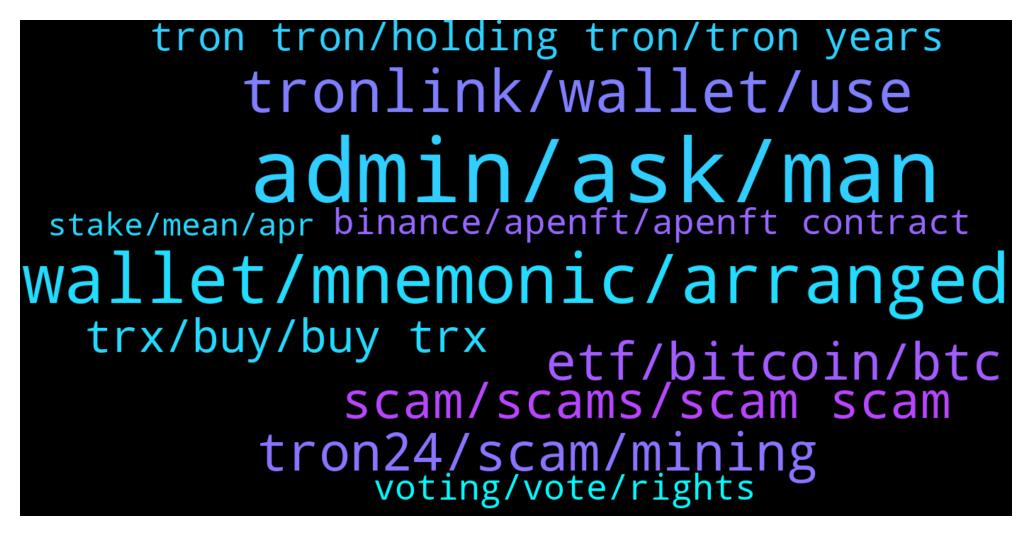 tron tron/holding tron/tron years
tronlink/wallet/use
admin/ask/man
stake/mean/apr binance/apenft/apenft contract
wallet/mnemonic/arranged
trx/buy/buy trx
etf/bitcoin/btc
scam/scams/scam scam
tron24/scam/mining
voting/vote/rights